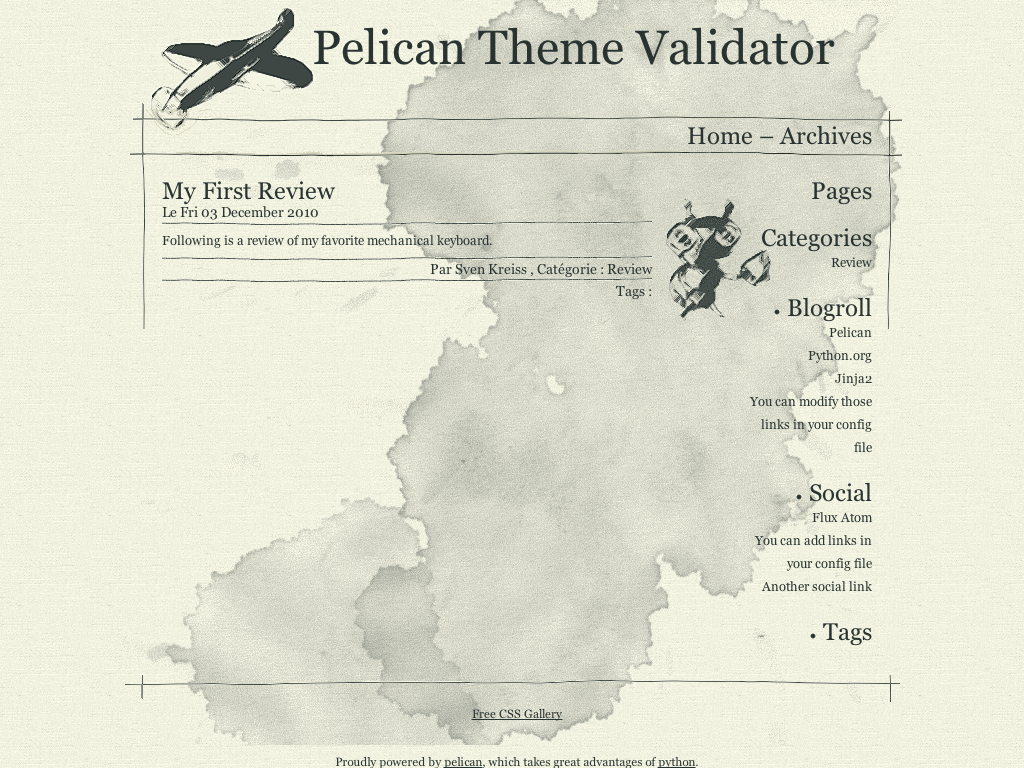 Pelican Theme Validator
Home – Archives
My First Review
Le Fri 03 December 2010
Following is a review of my favorite mechanical keyboard.
Par Sven Kreiss , Catégorie : Review
Tags :
Pages
Categories
Review
• Blogroll
Pelican
Python.org
Jinja2
You can modify those
links in your config
file
• Social
Flux Atom
You can add links in
your config file
Another social link
• Tags
Free CSS Gallery
Proudly powered by pelican, which takes great advantages of python.